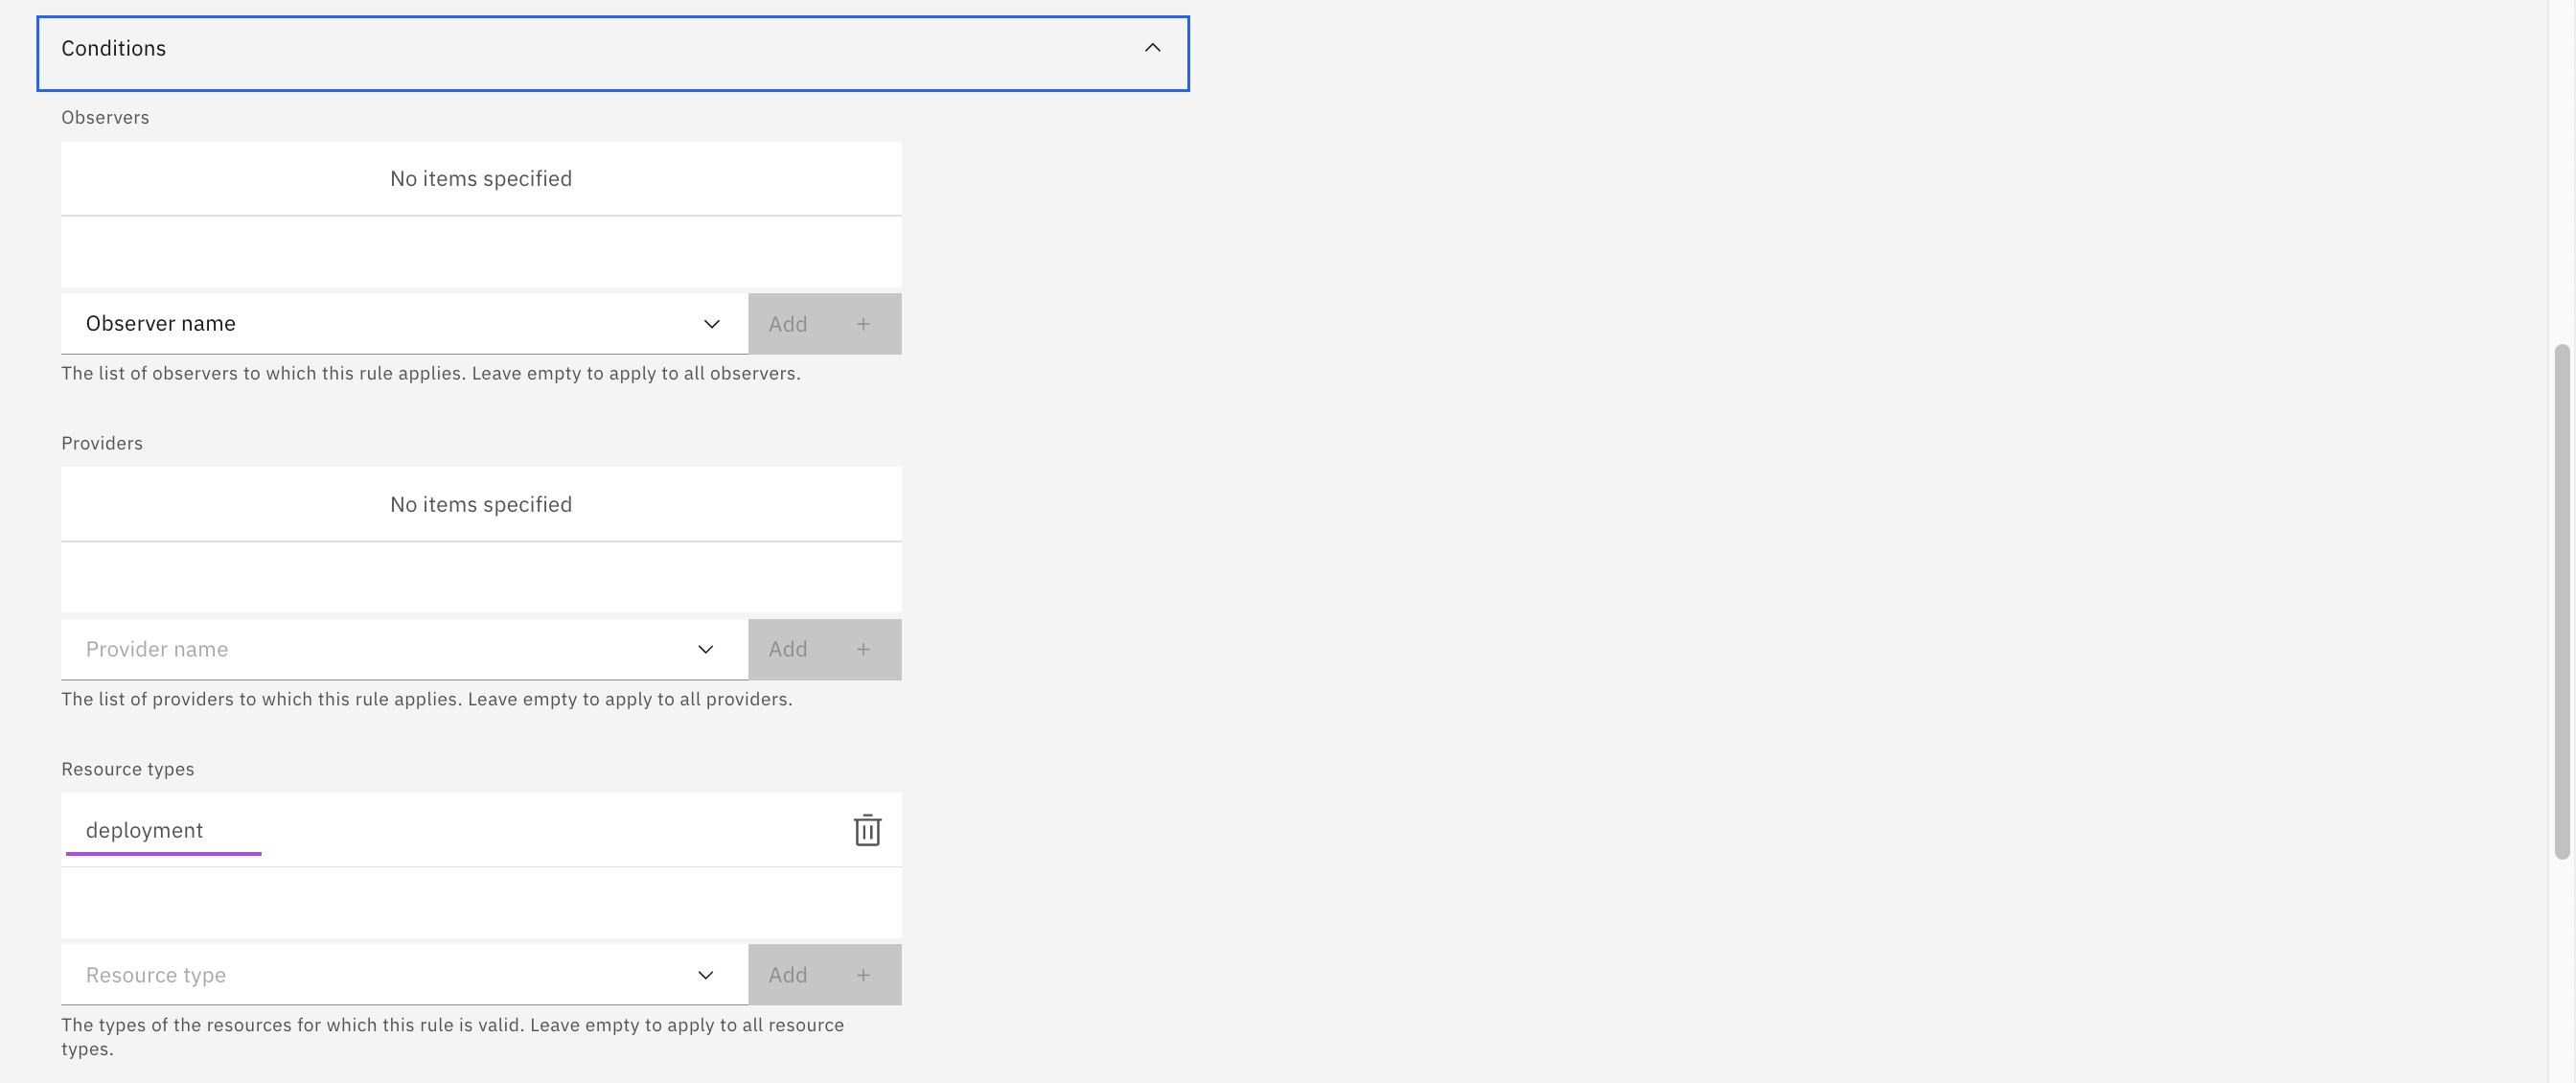 Conditions
Observers
No items specified
Observer name
Add +
The list of observers to which this rule applies. Leave empty to apply to all observers.
Providers
No items specified
Provider name
Add +
The list of providers to which this rule applies. Leave empty to apply to all providers.
Resource types
deployment
Resource type
Add +
The types of the resources for which this rule is valid. Leave empty to apply to all resource
types.